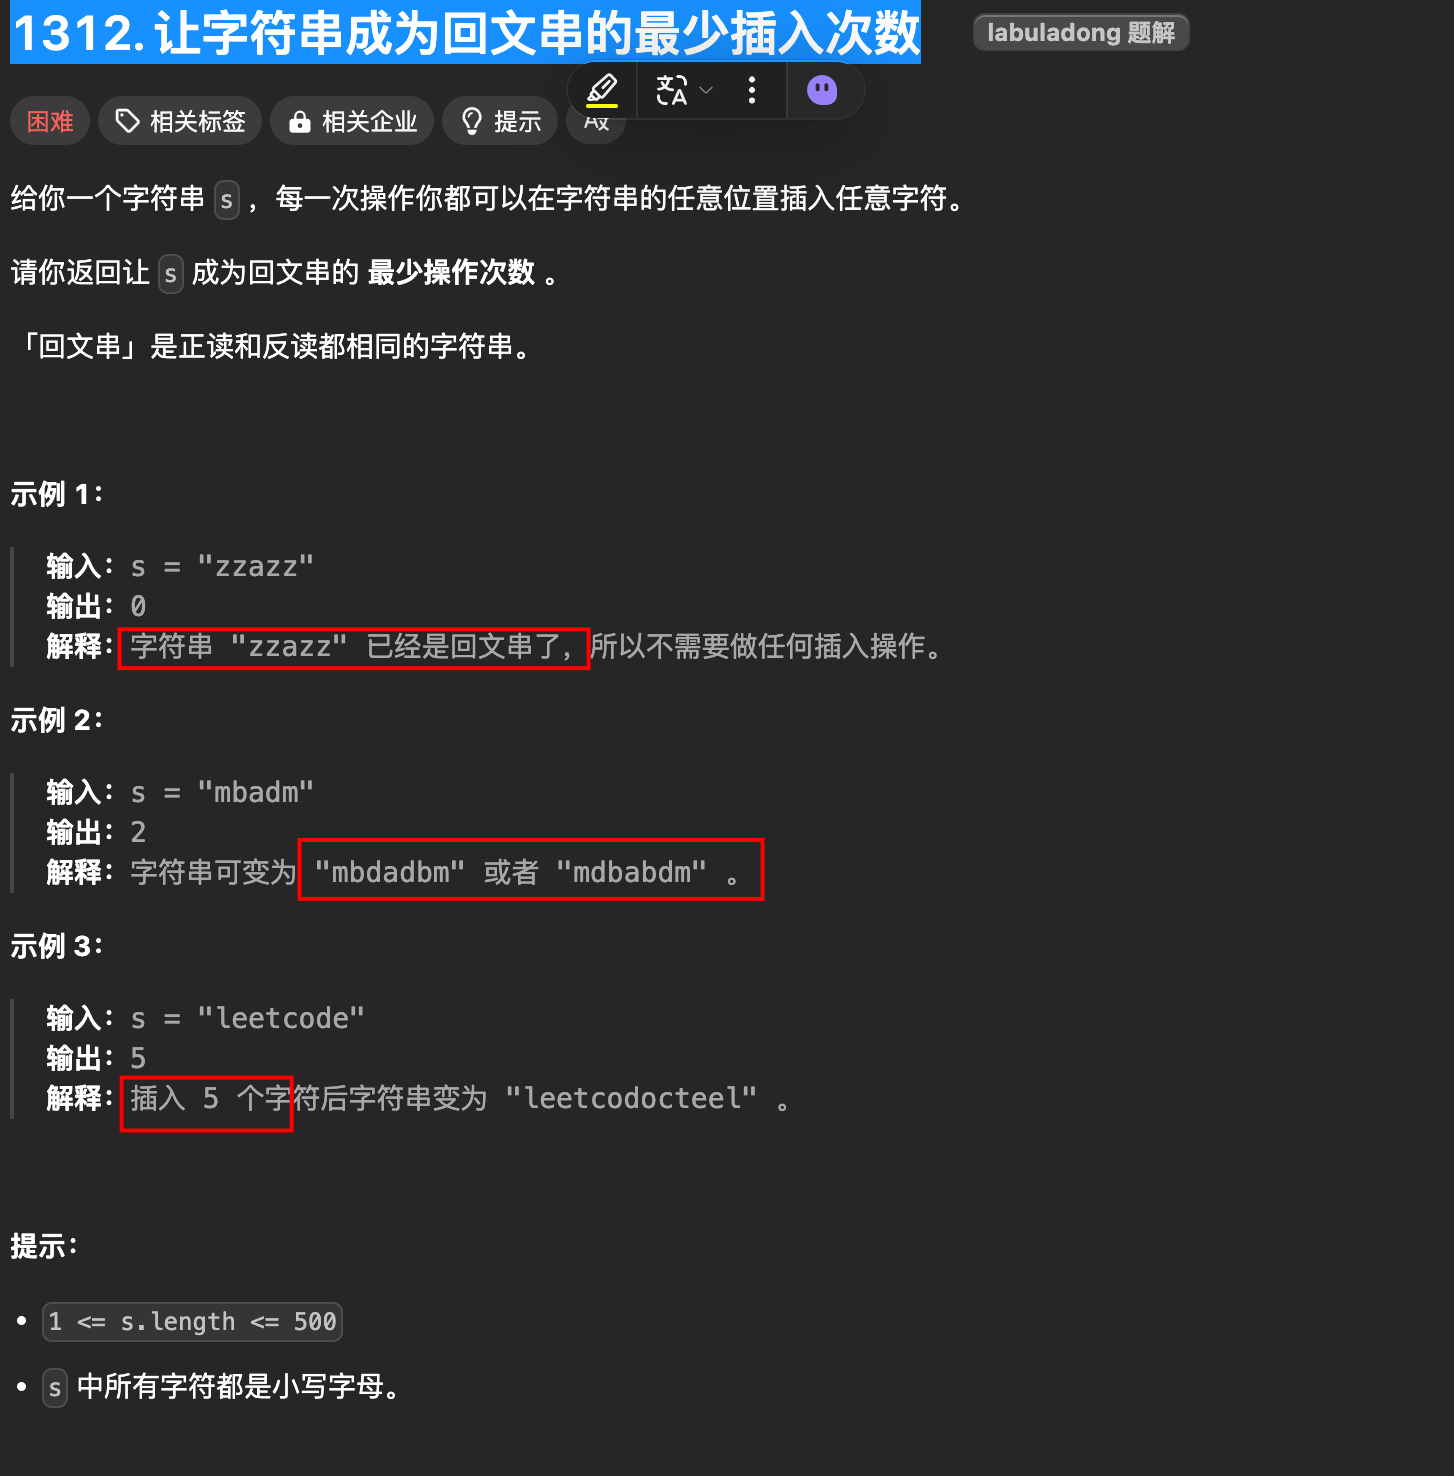 1312. 让字符串成为回文串的最少插入次数
labuladong 题解
困难
相关标签
相关企业
提示
给你一个字符串 s ，每一次操作你都可以在字符串的任意位置插入任意字符。
请你返回让 s 成为回文串的 最少操作次数 。
「回文串」是正读和反读都相同的字符串。
示例 1：
输入：s = "zzazz"
输出：0
解释：字符串 "zzazz" 已经是回文串了，所以不需要做任何插入操作。
示例 2：
输入：s = "mbadm"
输出：2
解释：字符串可变为 "mbdadbm" 或者 "mdbabdm" 。
示例 3：
输入：s = "leetcode"
输出：5
解释：插入 5 个字符后字符串变为 "leetcodocteel" 。
提示：
1 <= s.length <= 500
s 中所有字符都是小写字母。